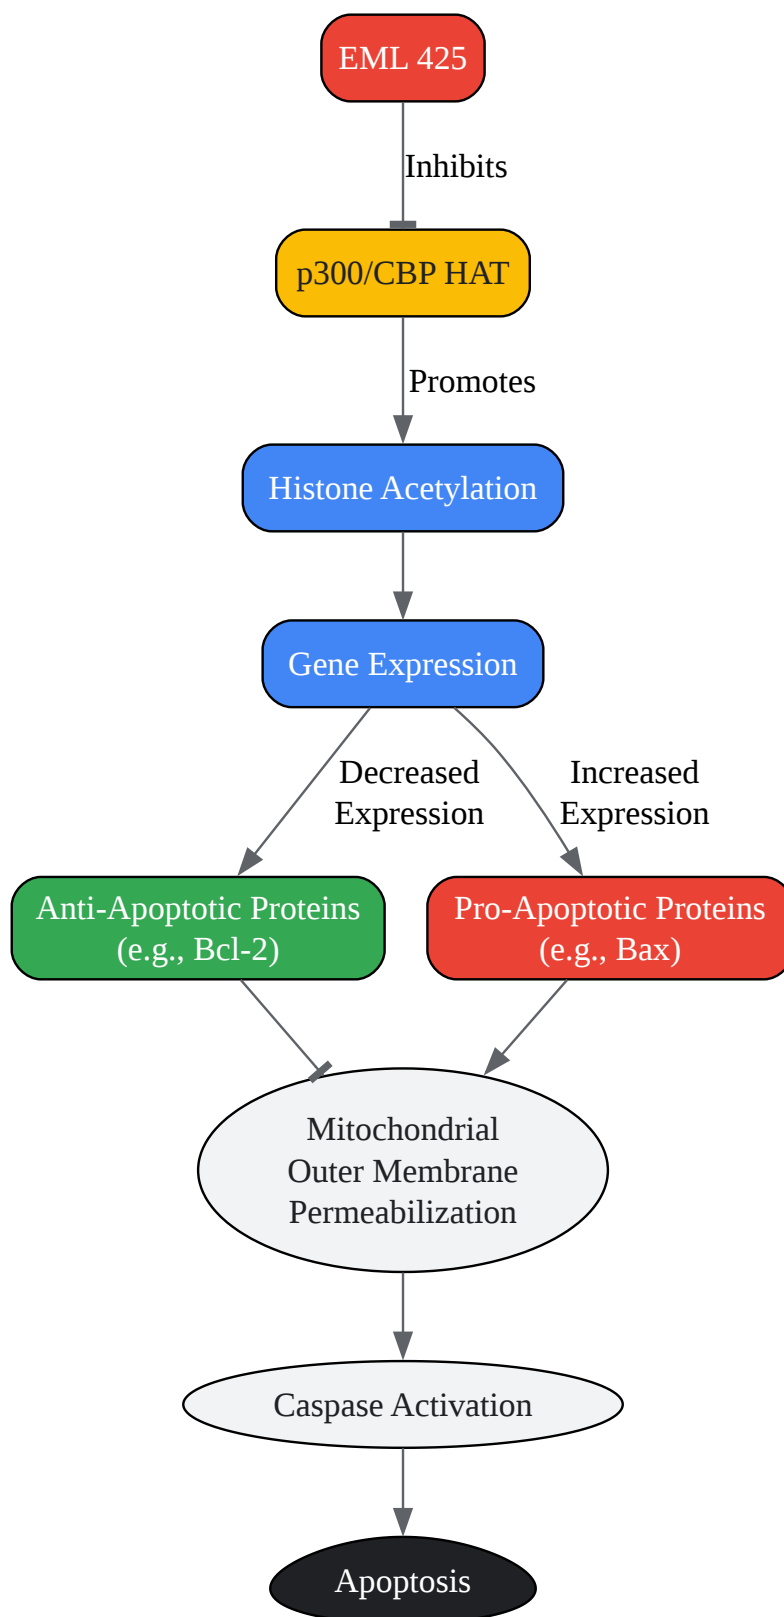 EML 425
Inhibits
p300/CBP HAT
Promotes
Histone Acetylation
Gene Expression
Decreased
Expression
Increased
Expression
Anti-Apoptotic Proteins
(e.g., Bcl-2)
Pro-Apoptotic Proteins
(e.g., Bax)
Mitochondrial
Outer Membrane
Permeabilization
Caspase Activation
Apoptosis